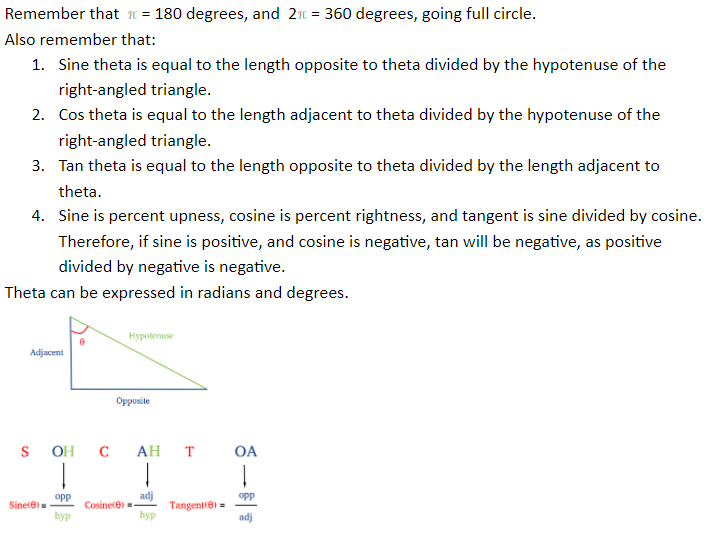 Remember that π = 180 degrees, and 2π = 360 degrees, going full circle.
Also remember that:
1. Sine theta is equal to the length opposite to theta divided by the hypotenuse of the
right-angled triangle.
2. Cos theta is equal to the length adjacent to theta divided by the hypotenuse of the
right-angled triangle.
3. Tan theta is equal to the length opposite to theta divided by the length adjacent to
theta.
4. Sine is percent upness, cosine is percent rightness, and tangent is sine divided by cosine.
Therefore, if sine is positive, and cosine is negative, tan will be negative, as positive
divided by negative is negative.
Theta can be expressed in radians and degrees.
Hypotenuse
θ
Adjacent
Opposite
S OH C AH T OA
Sine(θ) = opp / hyp Cosine(θ) = adj / hyp Tangent(θ) = opp / adj